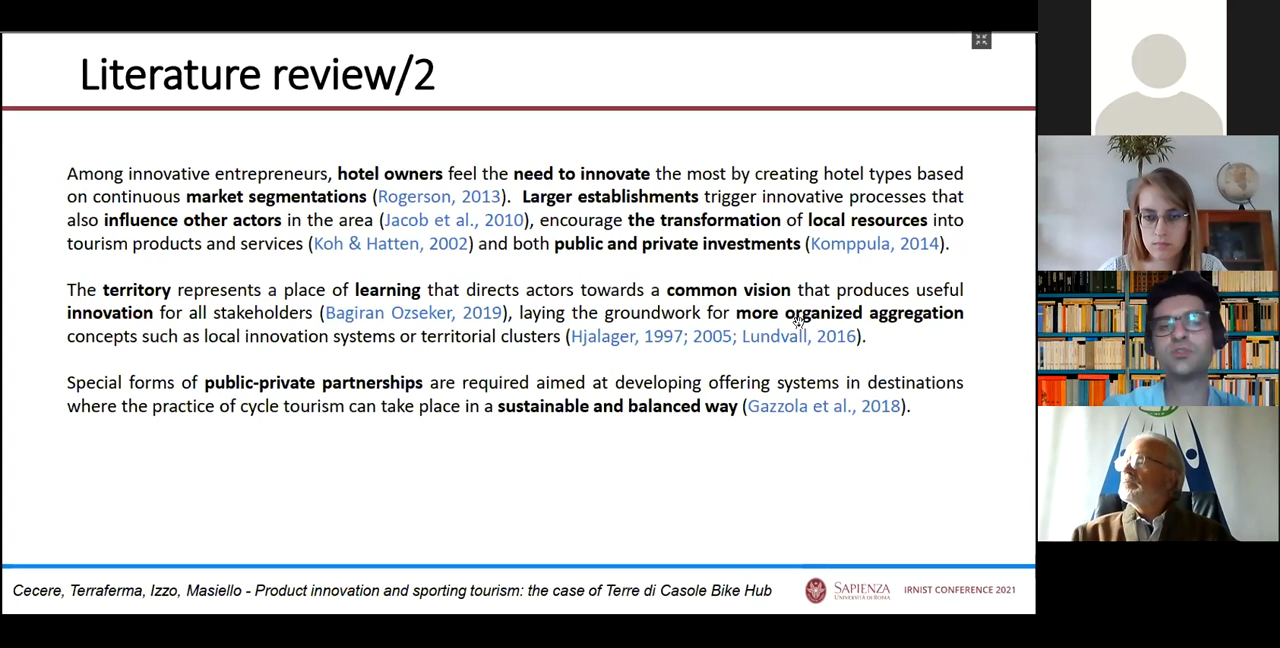 Literature review/2
Among innovative entrepreneurs, hotel owners feel the need to innovate the most by creating hotel types based
on continuous market segmentations (Rogerson, 2013). Larger establishments trigger innovative processes that
also influence other actors in the area (Jacob et al., 2010), encourage the transformation of local resources into
tourism products and services (Koh & Hatten, 2002) and both public and private investments (Komppula, 2014).
The territory represents a place of learning that directs actors towards a common vision that produces useful
innovation for all stakeholders (Bagiran Ozseker, 2019), laying the groundwork for more organized aggregation
concepts such as local innovation systems or territorial clusters (Hjalager, 1997; 2005; Lundvall, 2016).
Special forms of public-private partnerships are required aimed at developing offering systems in destinations
where the practice of cycle tourism can take place in a sustainable and balanced way (Gazzola et al., 2018).
Cecere, Terraferma, Izzo, Masiello - Product innovation and sporting tourism: the case of Terre di Casole Bike Hub
SAPIENZA
UNIVERSITÀ DI ROMA
IRNIST CONFERENCE 2021